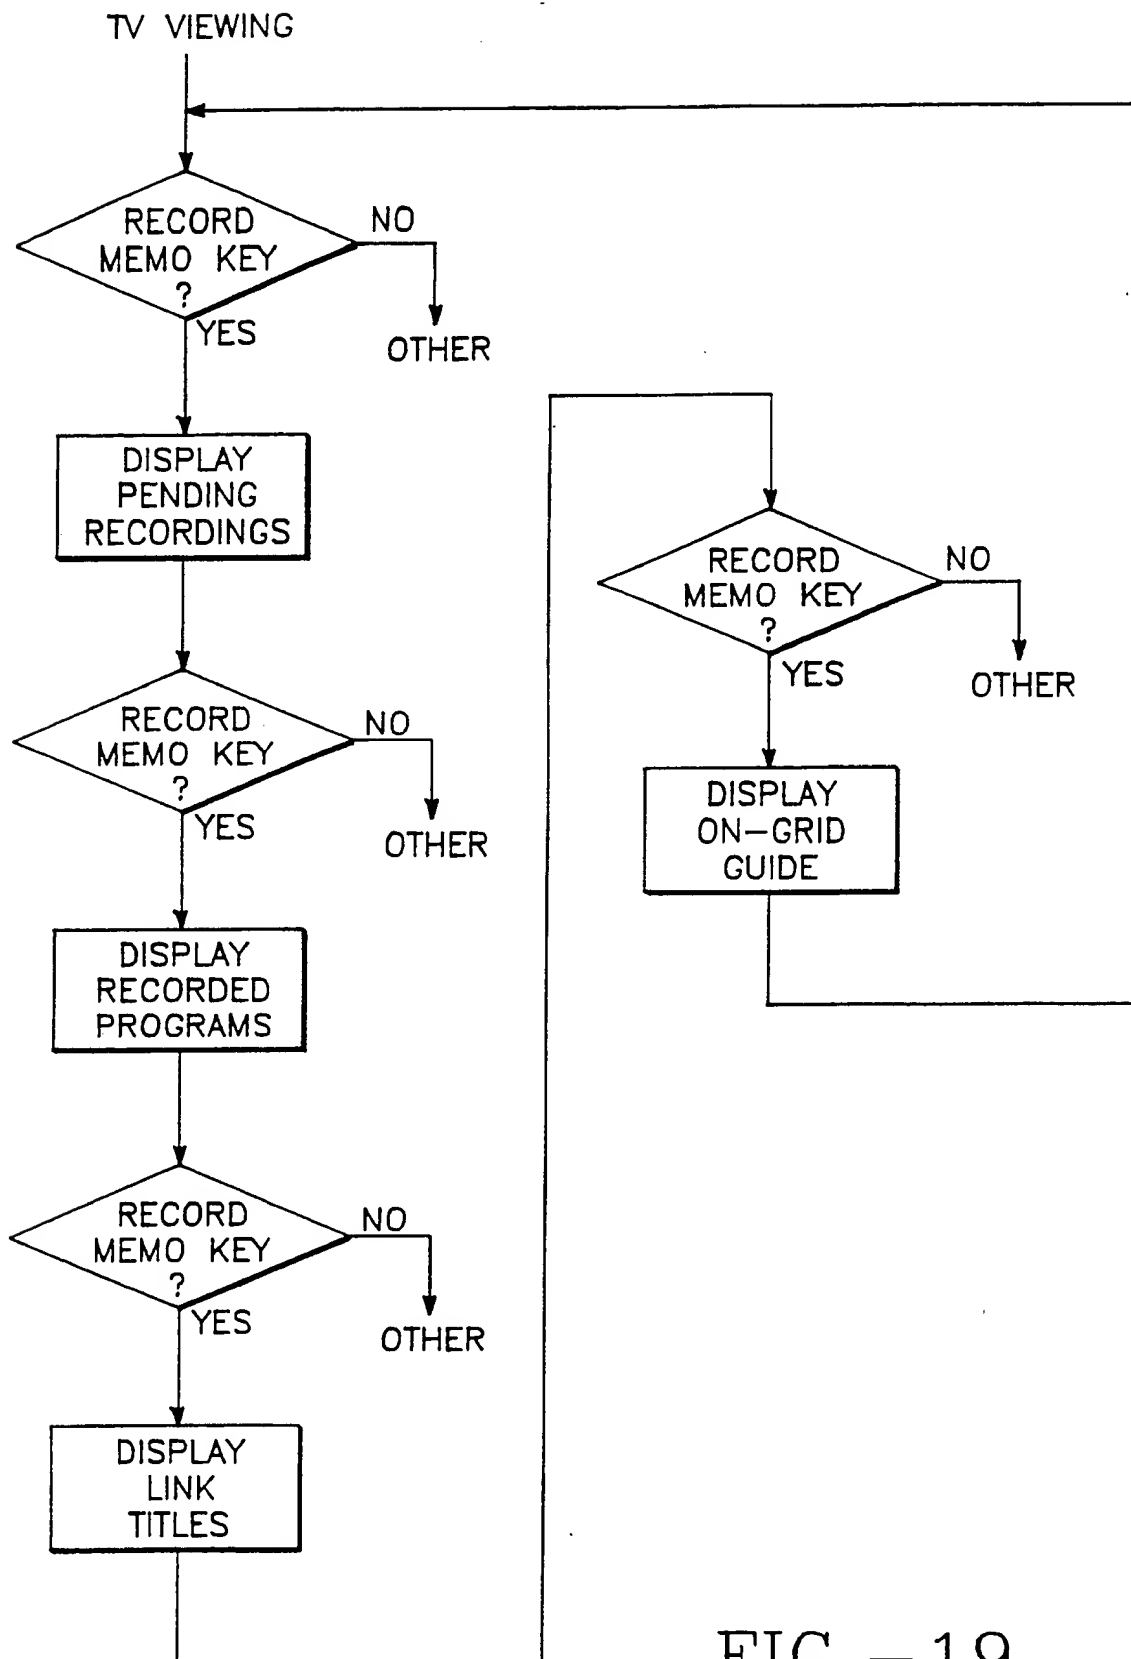 TV VIEWING
RECORD
MEMO KEY
?
NO
YES
OTHER
DISPLAY
PENDING
RECORDINGS
RECORD
MEMO KEY
?
NO
YES
OTHER
DISPLAY
RECORDED
PROGRAMS
RECORD
MEMO KEY
?
NO
YES
OTHER
DISPLAY
LINK
TITLES
RECORD
MEMO KEY
?
NO
YES
OTHER
DISPLAY
ON-GRID
GUIDE
FIG.-19